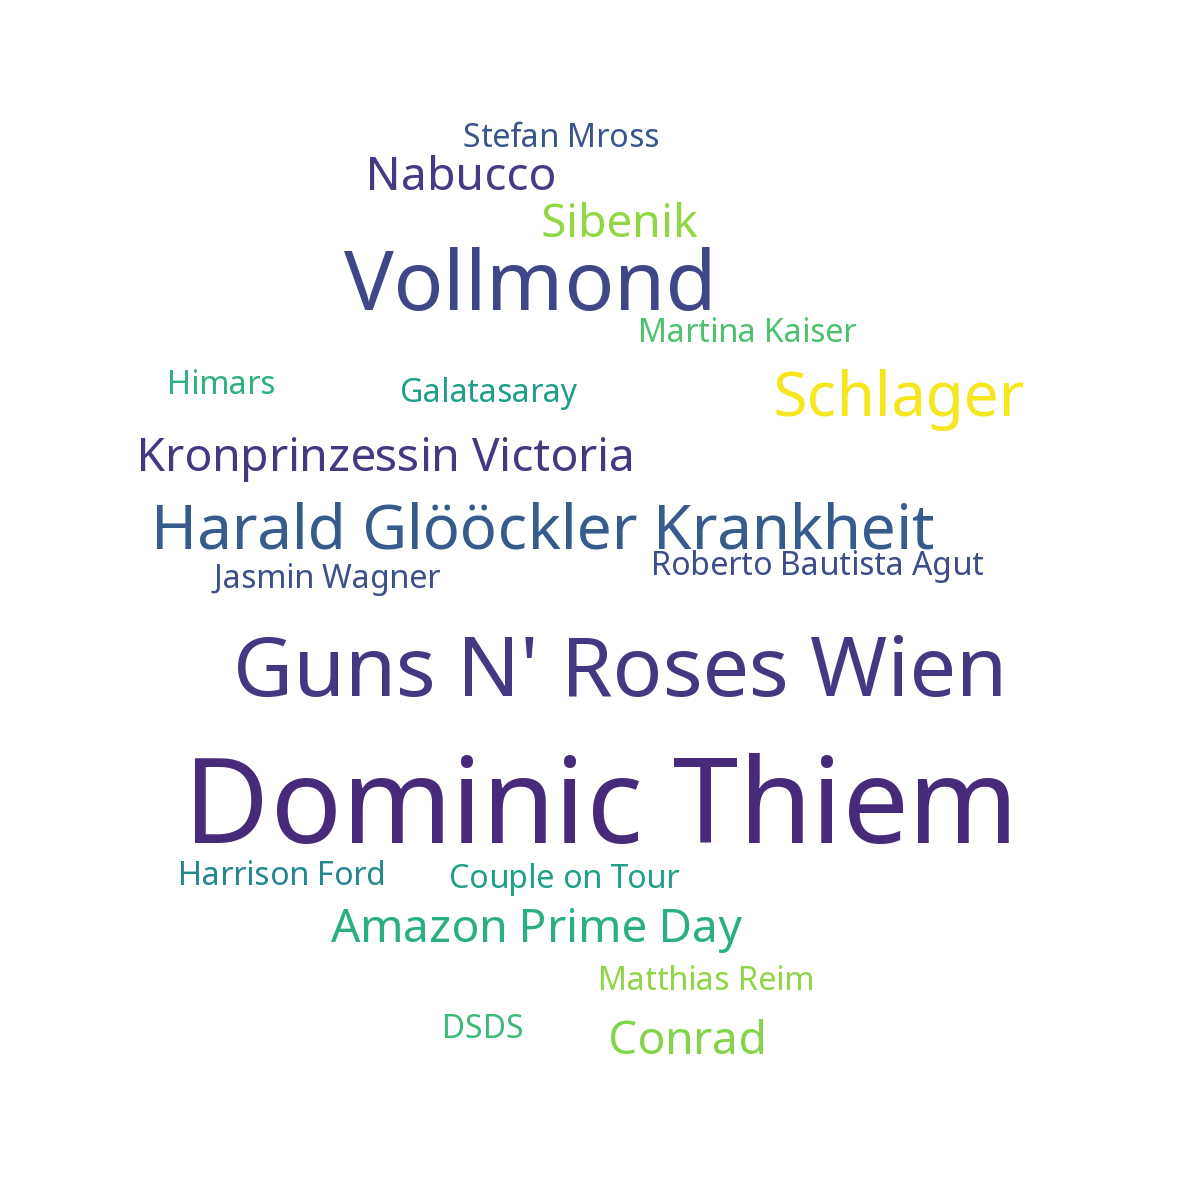 Stefan Mross
Nabucco
Sibenik
Vollmond
Martina Kaiser
Himars
Galatasaray
Schlager
Kronprinzessin Victoria
Harald Glööckler Krankheit
Roberto Bautista Agut
Jasmin Wagner
Guns N' Roses Wien
Dominic Thiem
Harrison Ford
Couple on Tour
Amazon Prime Day
Matthias Reim
DSDS
Conrad